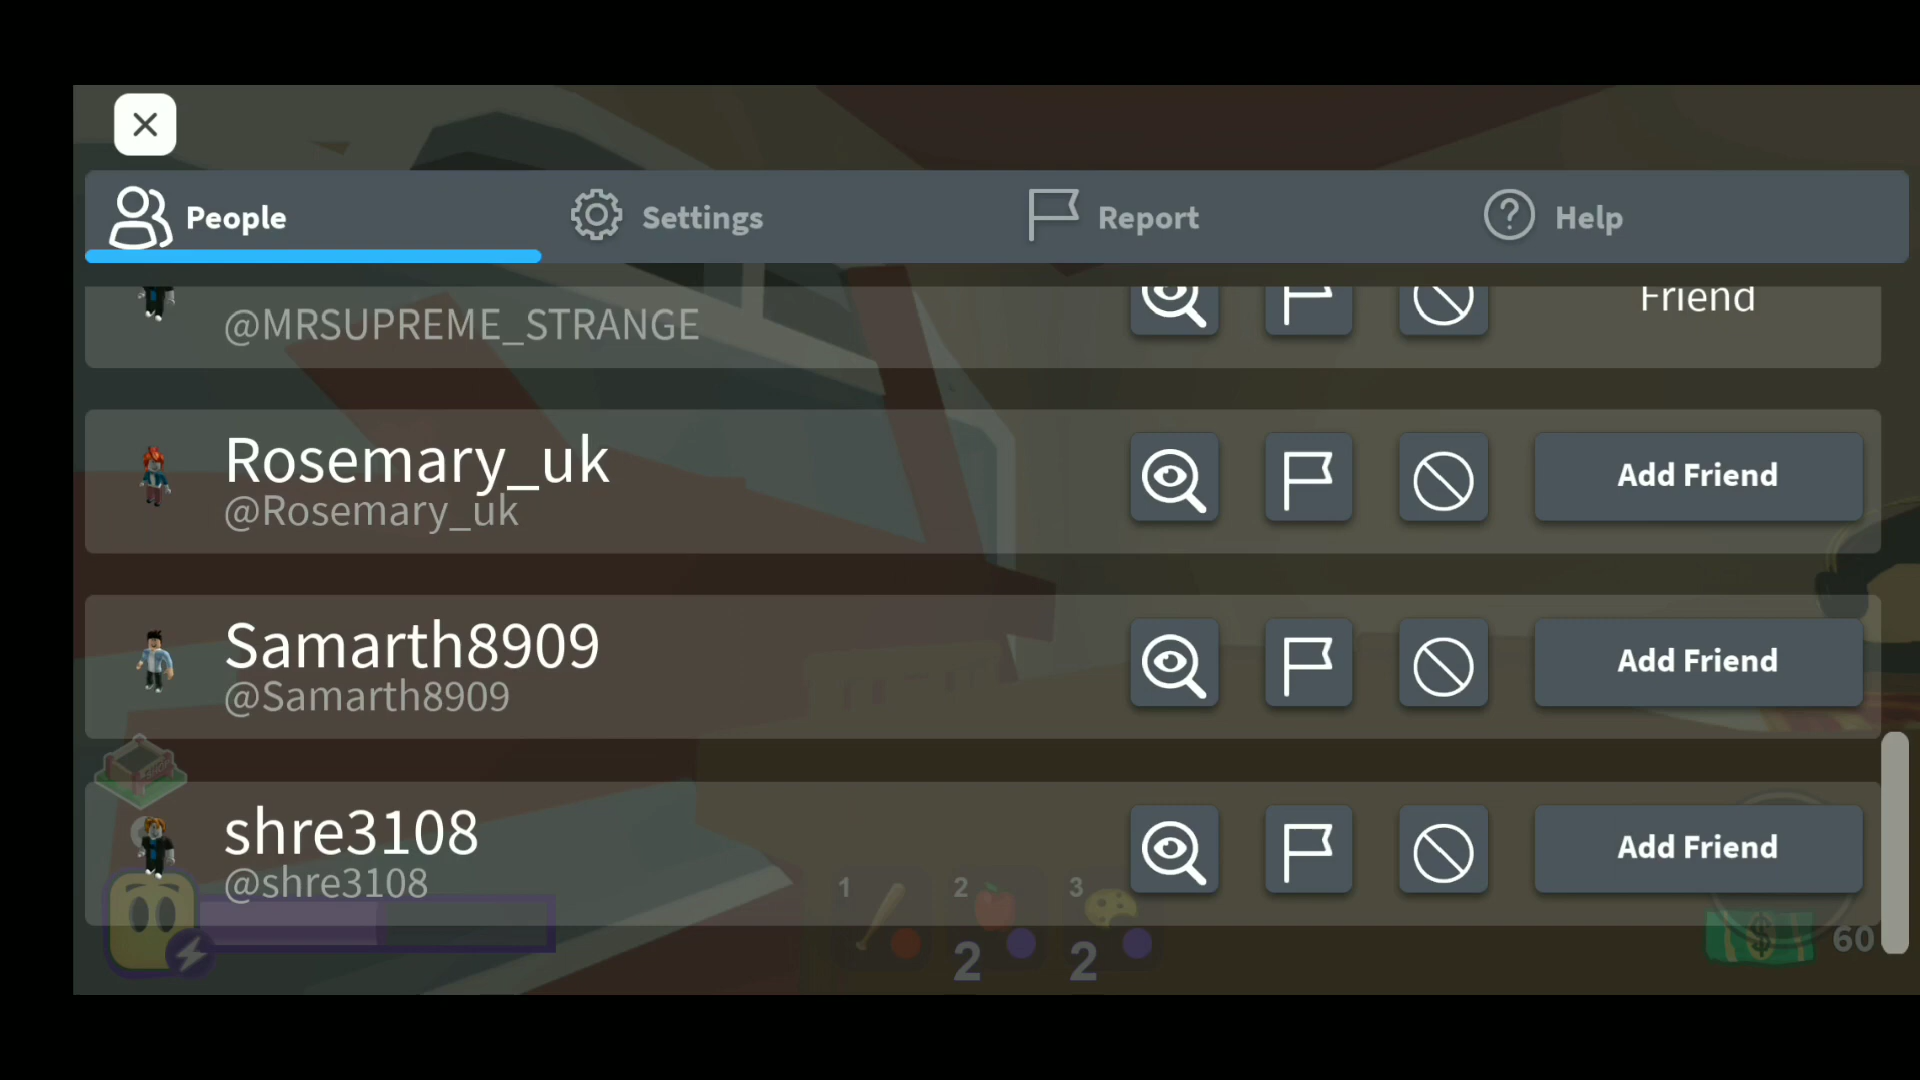 People
Settings
Report
Help
@MRSUPREME_STRANGE
Friend
Rosemary_uk
@Rosemary_uk
Add Friend
Samarth8909
@Samarth8909
Add Friend
SHOP
shre3108
@shre3108
Add Friend
1
2
3
2
2
$
60